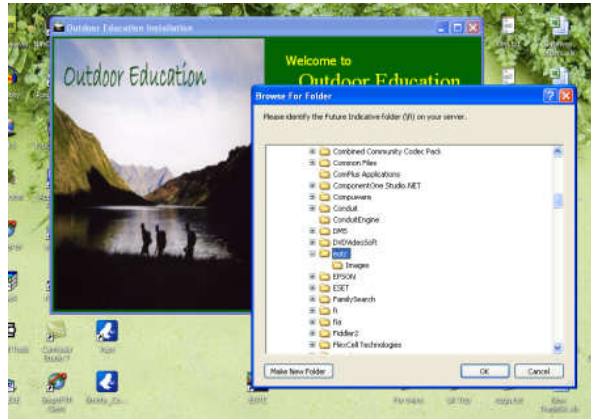 Outdoor Education Installation
Outdoor Education
Welcome to
Outdoor Education
Browse For Folder
Please identify the Future Indicative folder (\fi) on your server.
Combined Community Codec Pack
Common Files
ComPlus Applications
ComponentOne Studio.NET
Compuware
Conduit
ConduitEngine
DMS
DVDVideoSoft
eotc
Images
EPSON
ESET
FamilySearch
fi
fia
Fiddler2
FlexCell Technologies
Make New Folder
OK
Cancel